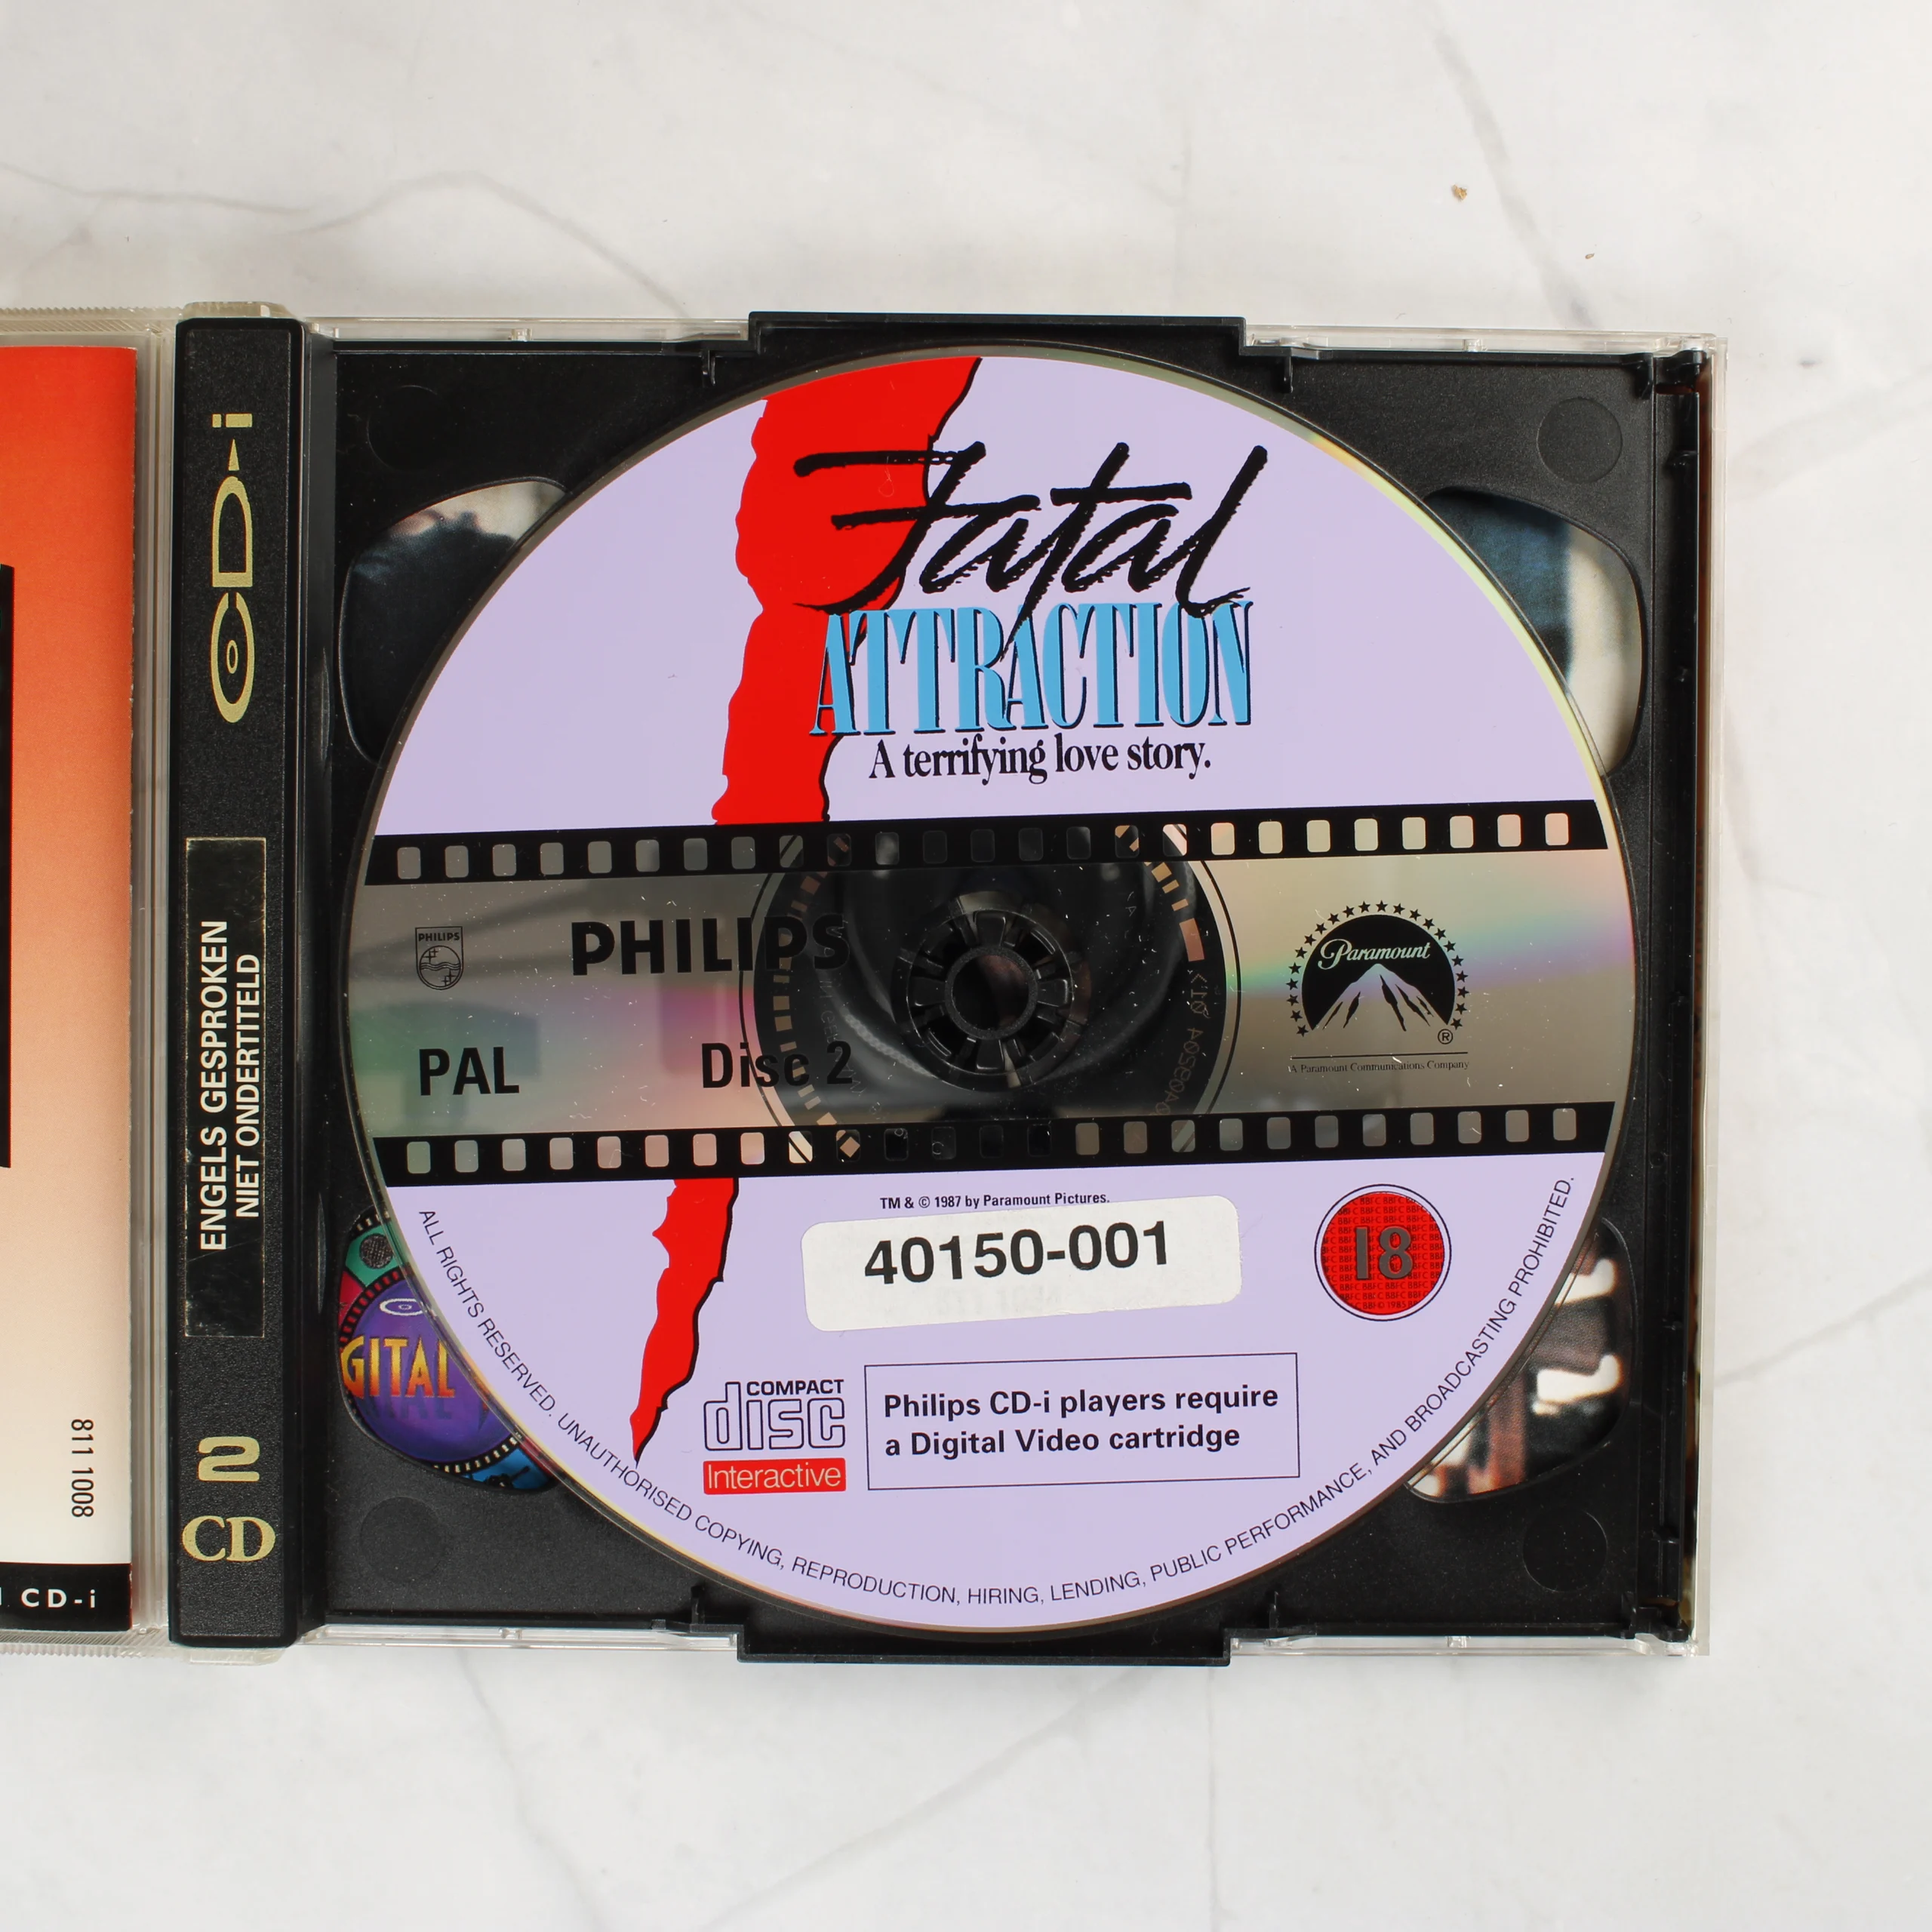 811 1008
CD-i
CD-i
ENGELS GESPROKEN
NIET ONDERTITELD
2
CD
GITAL
Fatal
ATTRACTION
A terrifying love story.
PHILIPS
PHILIPS
PAL
Disc 2
Paramount
®
A Paramount Communications Company
TM & © 1987 by Paramount Pictures.
40150-001
18
COMPACT
disc
Interactive
Philips CD-i players require
a Digital Video cartridge
ALL RIGHTS RESERVED. UNAUTHORISED COPYING, REPRODUCTION, HIRING, LENDING, PUBLIC PERFORMANCE, AND BROADCASTING PROHIBITED.